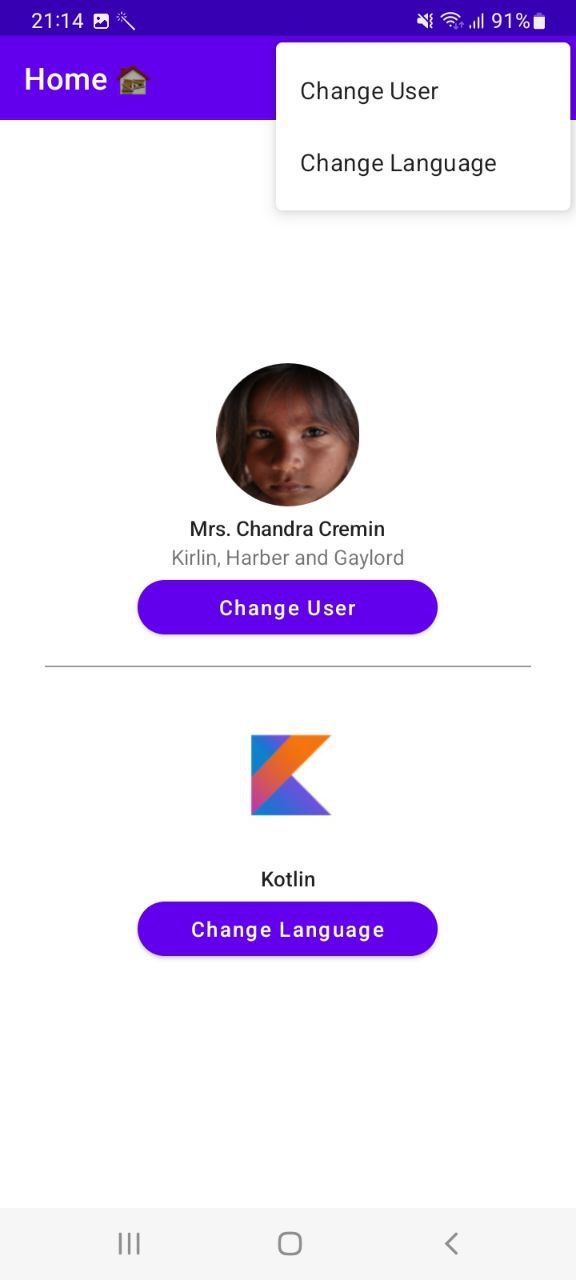 21:14 91%
Home 🏚
Change User
Change Language
Mrs. Chandra Cremin
Kirlin, Harber and Gaylord
Change User
Kotlin
Change Language